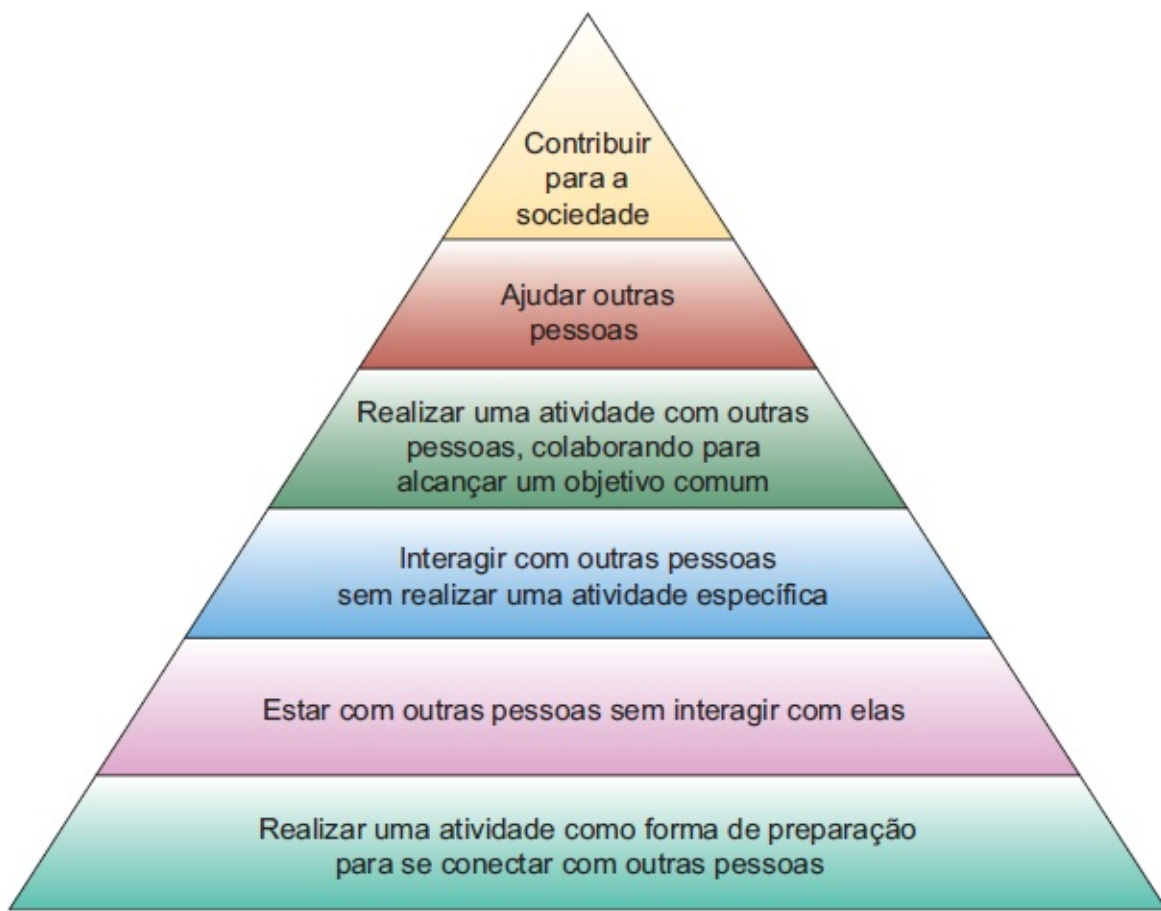 Contribuir
para a
sociedade
Ajudar outras
pessoas
Realizar uma atividade com outras
pessoas, colaborando para
alcançar um objetivo comum
Interagir com outras pessoas
sem realizar uma atividade específica
Estar com outras pessoas sem interagir com elas
Realizar uma atividade como forma de preparação
para se conectar com outras pessoas